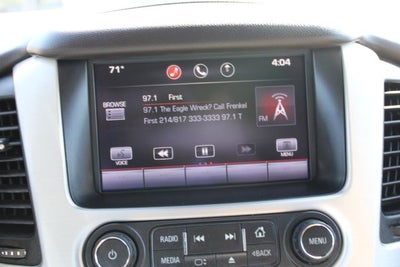 71°
4:04
97.1 First
BROWSE
97.1 The Eagle Wreck? Call Frenkel
First 214/817 333-3333 97.1 T
FM
VOICE
MENU
RADIO
MEDIA
<BACK
MENU